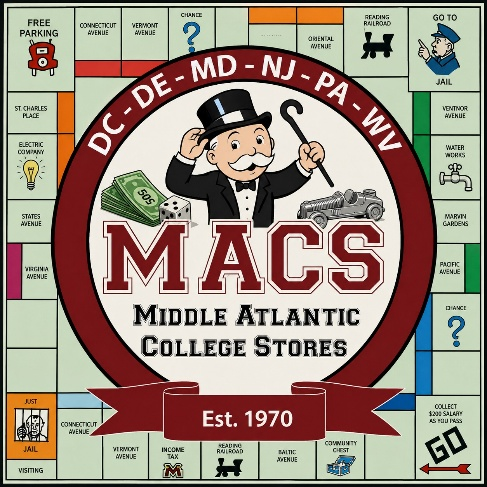 FREE
PARKING
CONNECTICUT
AVENUE
VERMONT
AVENUE
CHANCE
?
ORIENTAL
AVENUE
READING
RAILROAD
GO TO
JAIL
DC - DE - MD - NJ - PA - WV
ST. CHARLES
PLACE
ELECTRIC
COMPANY
STATES
AVENUE
VIRGINIA
AVENUE
VENTNOR
AVENUE
WATER
WORKS
MARVIN
GARDENS
PACIFIC
AVENUE
CHANCE
?
50S
MACS
MIDDLE ATLANTIC
COLLEGE STORES
Est. 1970
JUST
JAIL
VISITING
CONNECTICUT
AVENUE
VERMONT
AVENUE
INCOME
TAX
M
READING
RAILROAD
BALTIC
AVENUE
COMMUNITY
CHEST
COLLECT
$200 SALARY
AS YOU PASS
GO